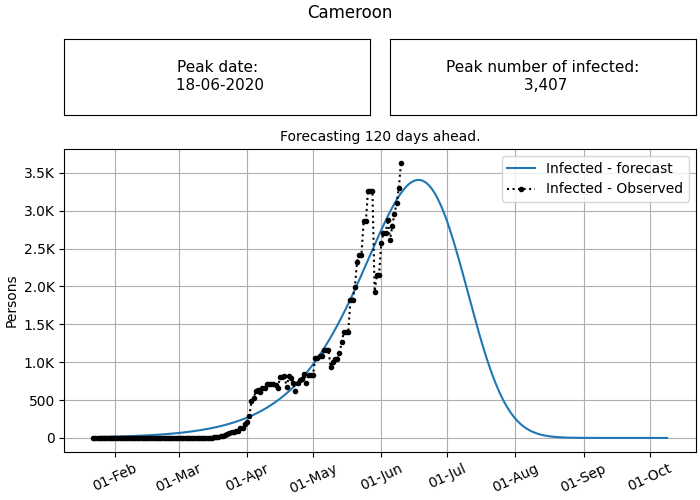 Cameroon
Peak date:
18-06-2020
Peak number of infected:
3,407
Forecasting 120 days ahead.
Infected - forecast
Infected - Observed
3.5K
3.0K
2.5K
2.0K
1.5K
1.0K
500
0
Persons
01-Feb
01-Mar
01-Apr
01-May
01-Jun
01-Jul
01-Aug
01-Sep
01-Oct